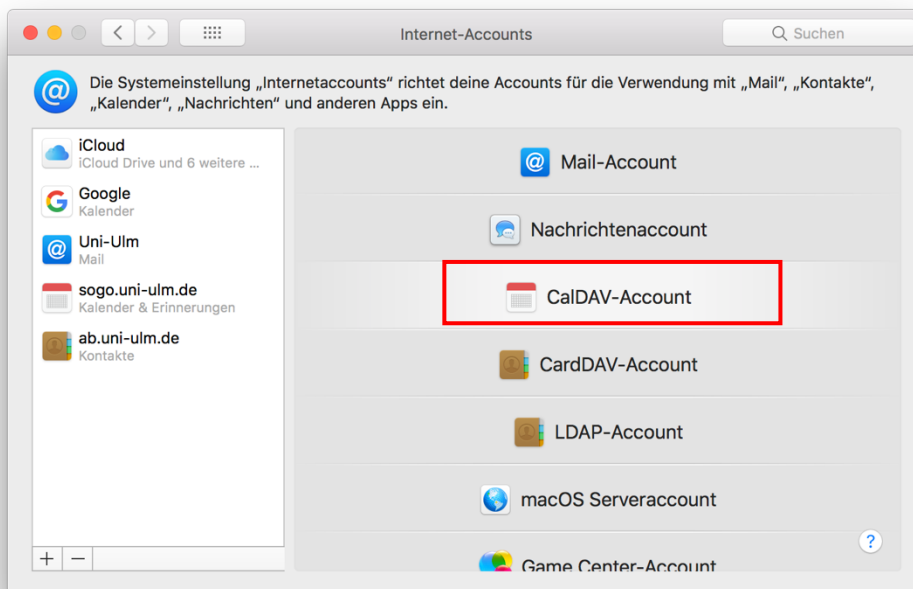 Internet-Accounts
Suchen
Die Systemeinstellung „Internetaccounts“ richtet deine Accounts für die Verwendung mit „Mail“, „Kontakte“,
„Kalender“, „Nachrichten“ und anderen Apps ein.
iCloud
iCloud Drive und 6 weitere ...
Google
Kalender
Uni-Ulm
Mail
sogo.uni-ulm.de
Kalender & Erinnerungen
ab.uni-ulm.de
Kontakte
Mail-Account
Nachrichtenaccount
CalDAV-Account
CardDAV-Account
LDAP-Account
macOS Serveraccount
Game Center-Account